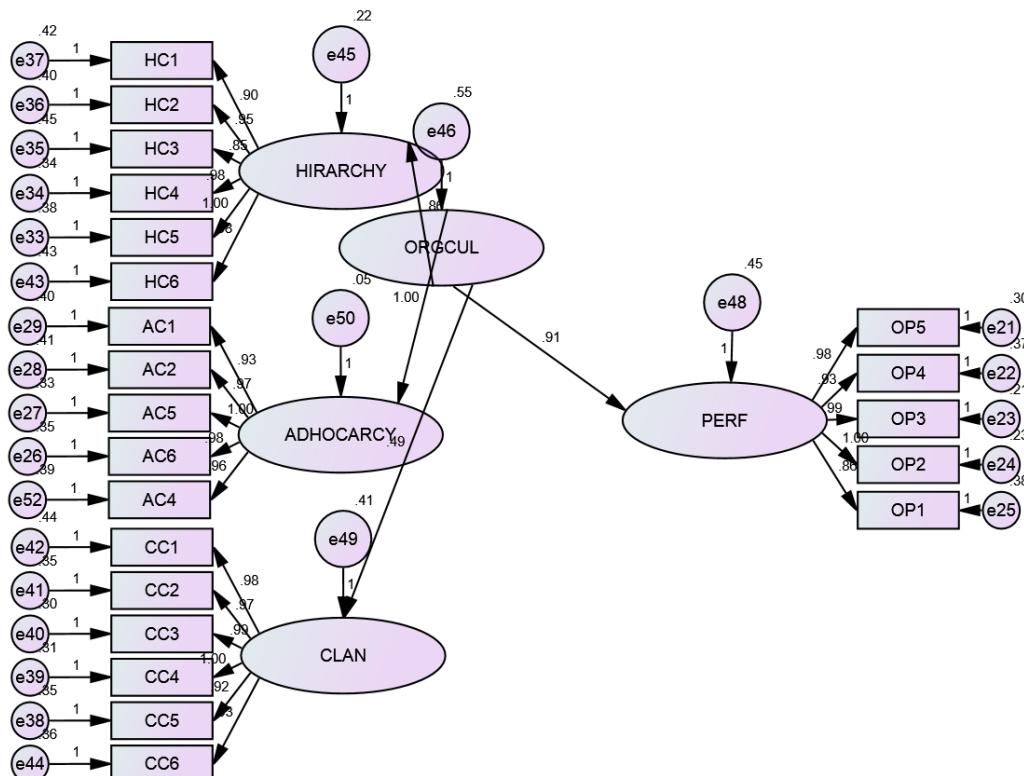 .42
e37 1 HC1
.40
e36 1 HC2
.45
e35 1 HC3
.34
e34 1 HC4
.38
e33 1 HC5
.43
e43 1 HC6
.90
.95
.85
.98
1.00
.22
e45
1
HIRARCHY
.55
e46
1
ORGCUL
1.00
.91
.40
e29 1 AC1
.41
e28 1 AC2
.33
e27 1 AC5
.35
e26 1 AC6
.39
e52 1 AC4
.93
.97
1.00
.98
.96
.05
e50
1
ADHOCARCY
.49
.44
e42 1 CC1
.35
e41 1 CC2
.30
e40 1 CC3
.31
e39 1 CC4
.35
e38 1 CC5
.36
e44 1 CC6
.98
.97
.99
1.00
.92
.41
e49
1
CLAN
.45
e48
1
PERF
.98
.93
.99
1.00
.86
OP5 1 e21
.30
OP4 1 e22
.37
OP3 1 e23
OP2 1 e24
.23
OP1 1 e25
.38